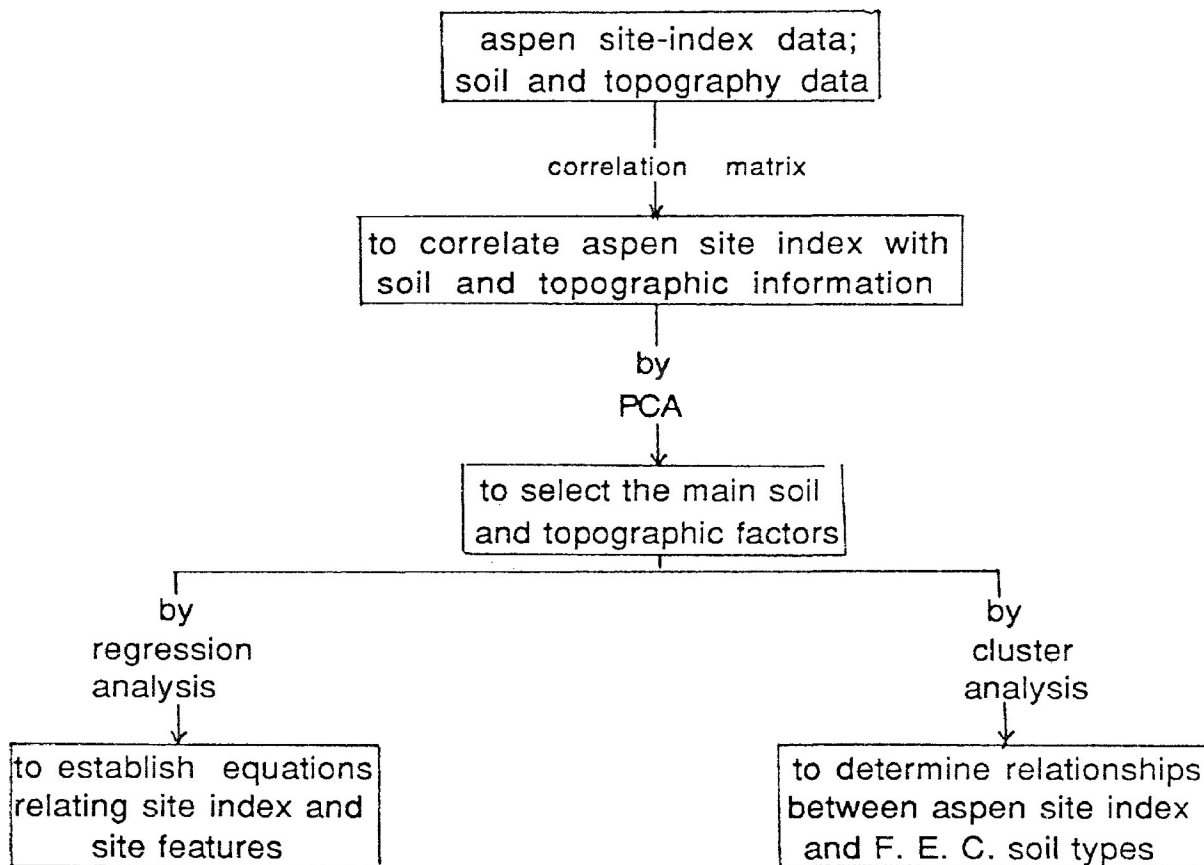 aspen site-index data;
soil and topography data
correlation matrix
to correlate aspen site index with
soil and topographic information
by
PCA
to select the main soil
and topographic factors
by
regression
analysis
to establish equations
relating site index and
site features
by
cluster
analysis
to determine relationships
between aspen site index
and F. E. C. soil types